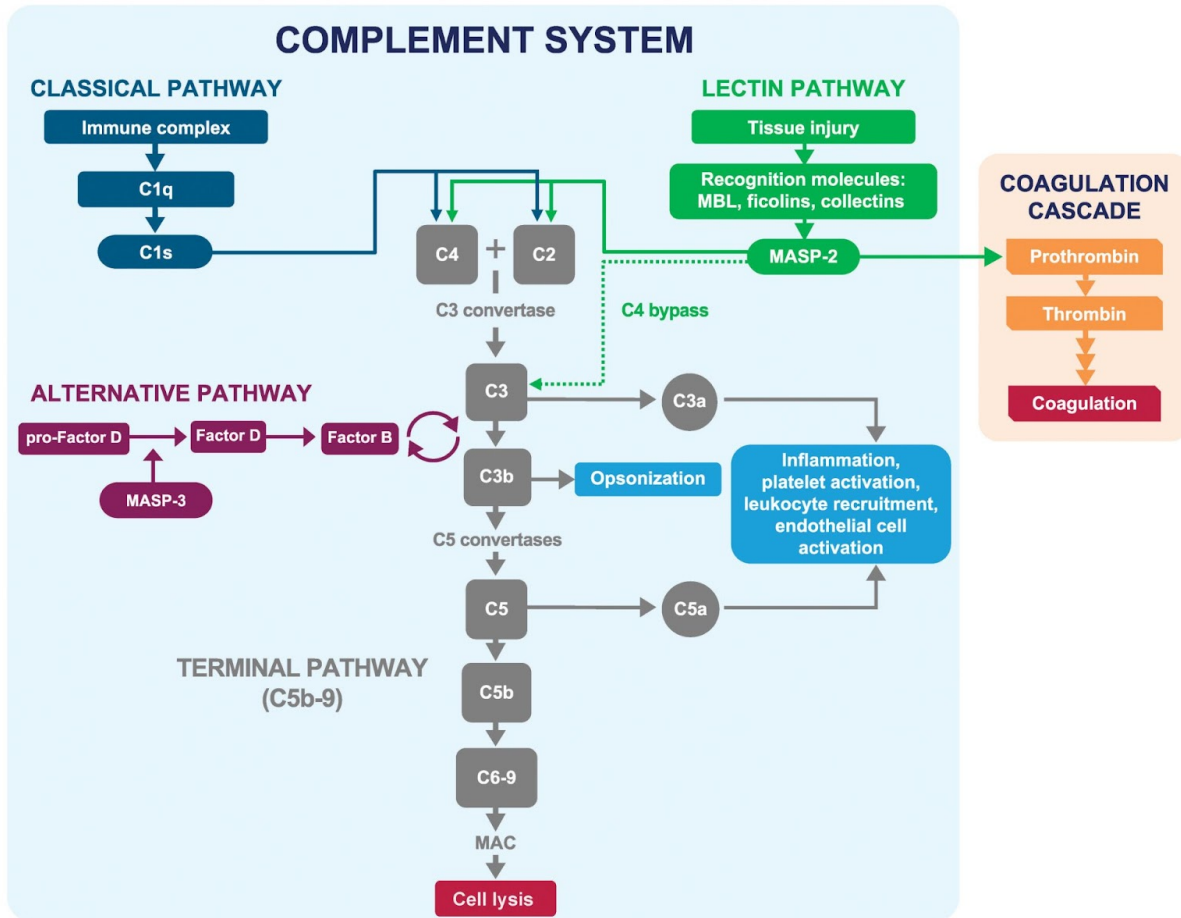 COMPLEMENT SYSTEM
CLASSICAL PATHWAY
Immune complex
C1q
C1s
LECTIN PATHWAY
Tissue injury
Recognition molecules:
MBL, ficolins, collectins
MASP-2
COAGULATION
CASCADE
Prothrombin
Thrombin
Coagulation
C4
+
C2
C3 convertase
C4 bypass
ALTERNATIVE PATHWAY
pro-Factor D
Factor D
Factor B
MASP-3
C3
C3a
C3b
Opsonization
Inflammation,
platelet activation,
leukocyte recruitment,
endothelial cell
activation
C5 convertases
C5
C5a
TERMINAL PATHWAY
(C5b-9)
C5b
C6-9
MAC
Cell lysis